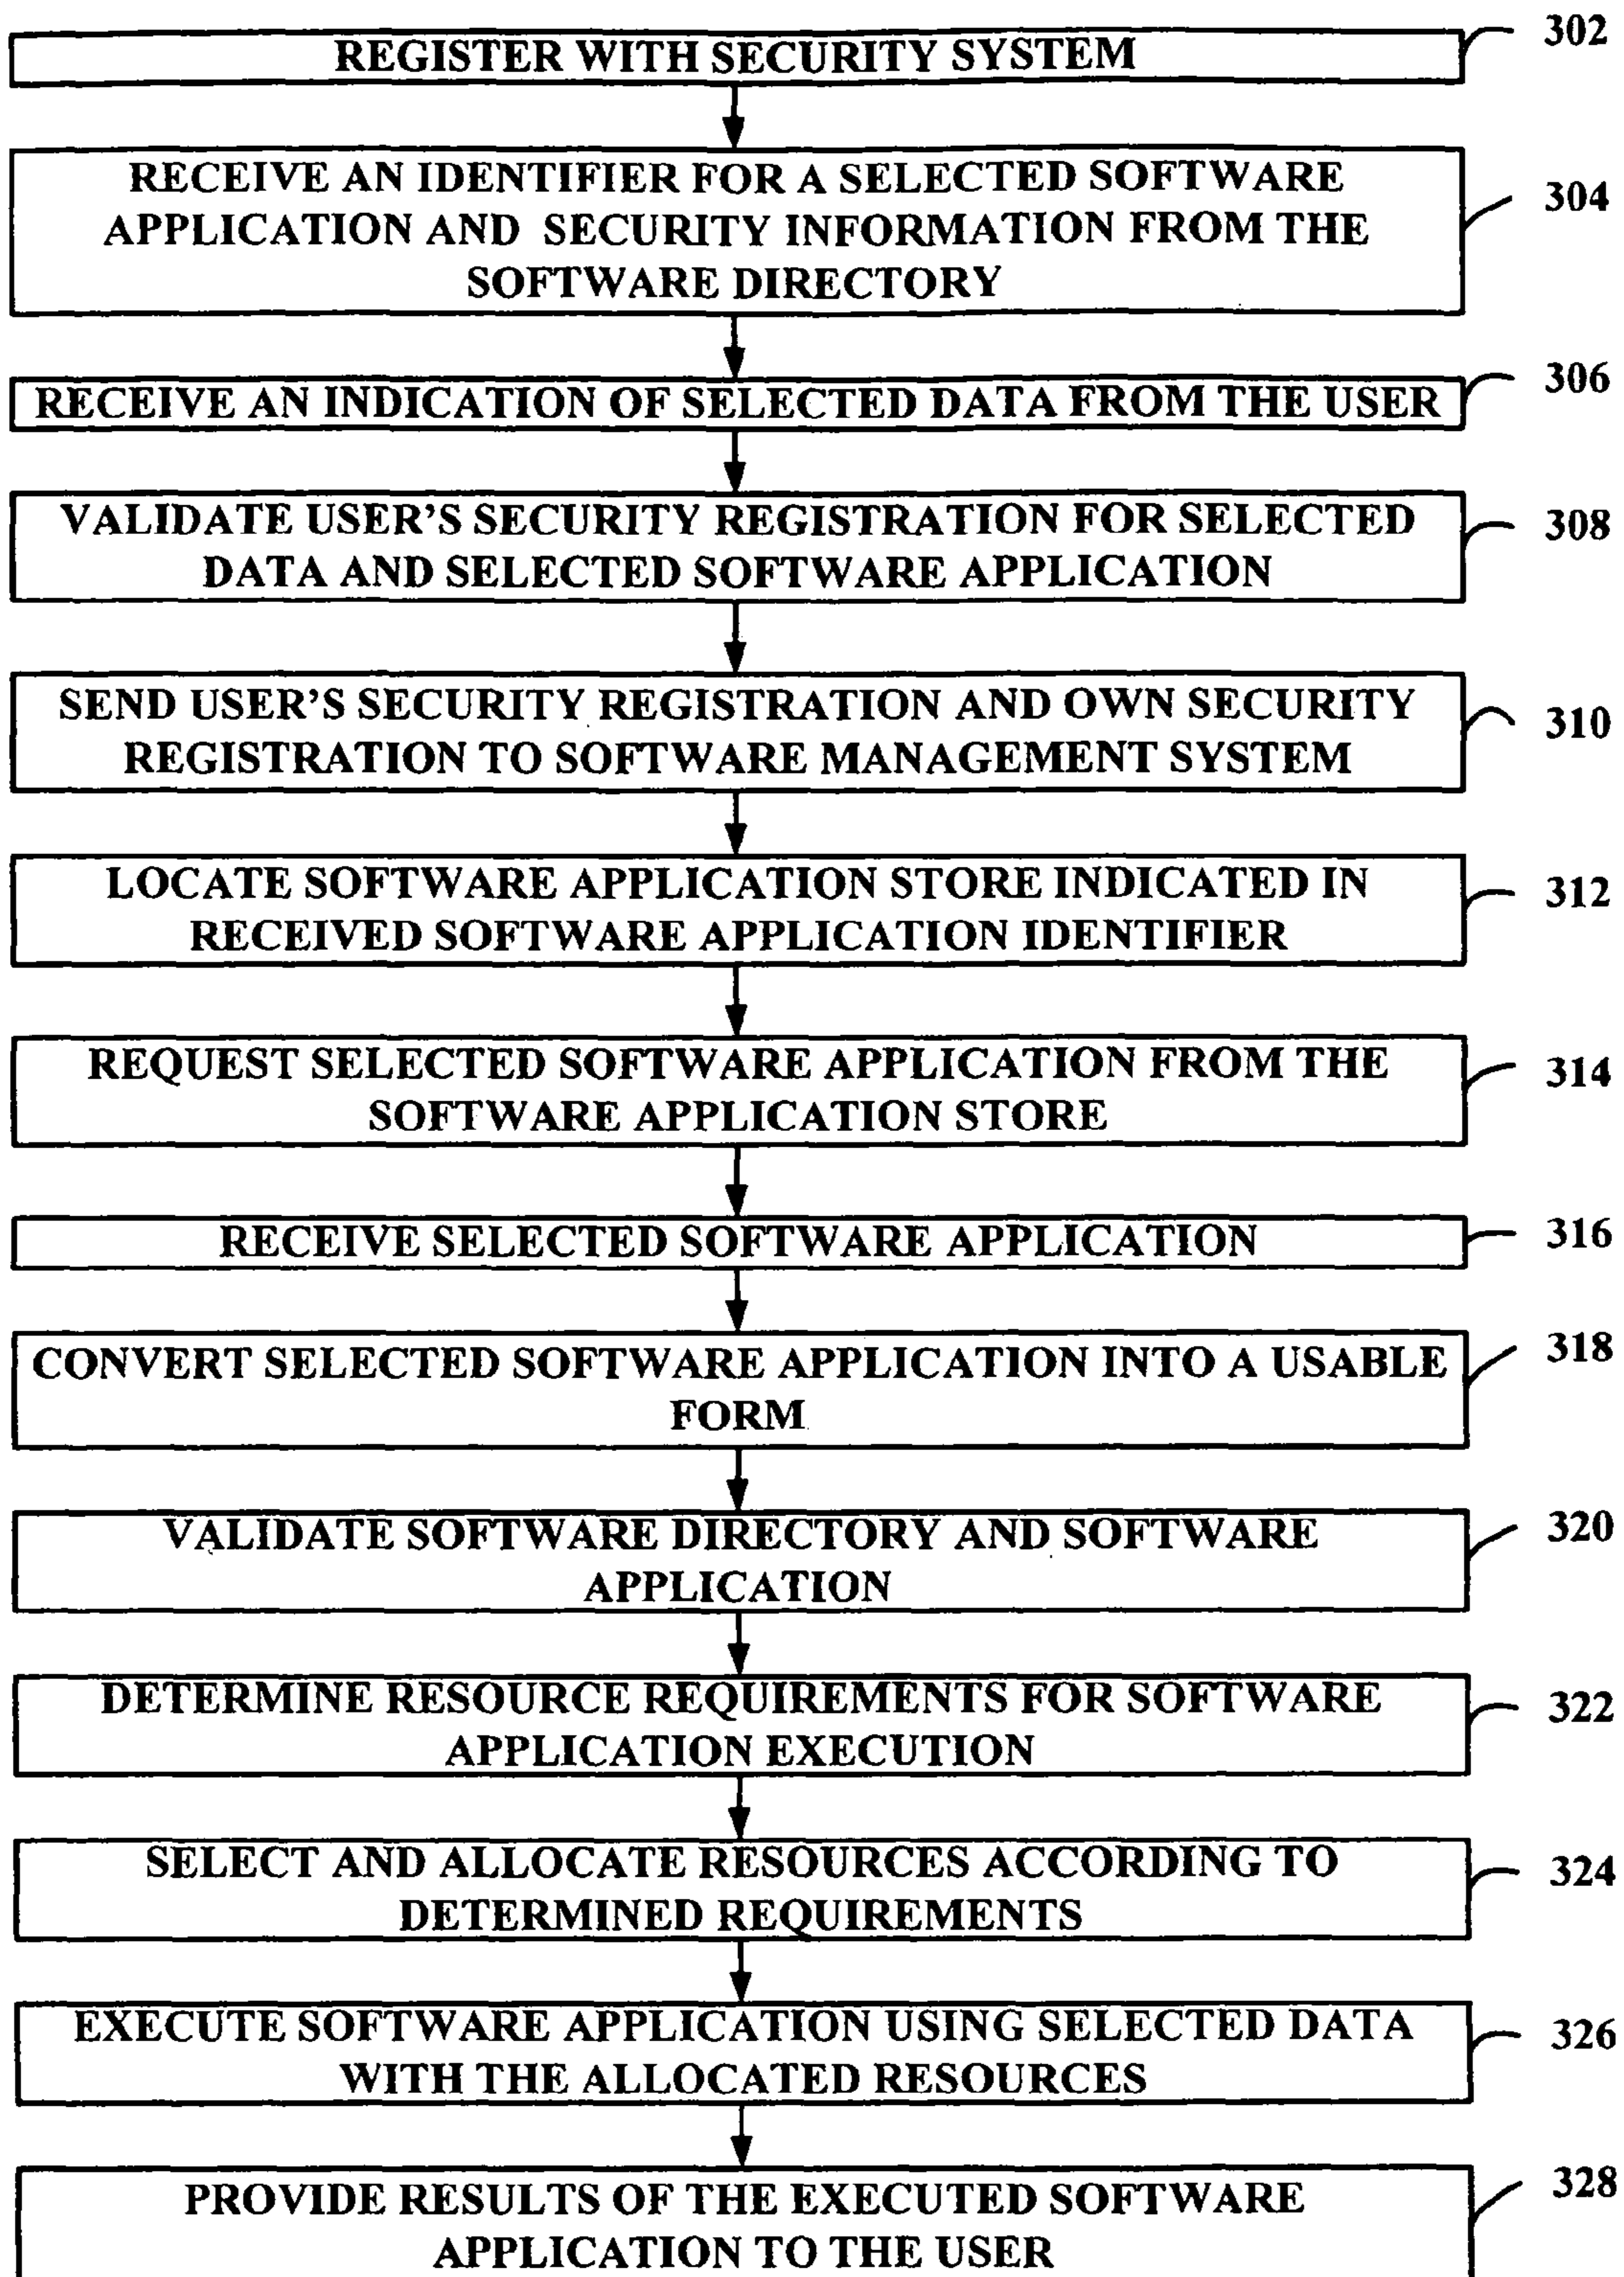 REGISTER WITH SECURITY SYSTEM
302
RECEIVE AN IDENTIFIER FOR A SELECTED SOFTWARE
APPLICATION AND SECURITY INFORMATION FROM THE
SOFTWARE DIRECTORY
304
RECEIVE AN INDICATION OF SELECTED DATA FROM THE USER
306
VALIDATE USER'S SECURITY REGISTRATION FOR SELECTED
DATA AND SELECTED SOFTWARE APPLICATION
308
SEND USER'S SECURITY REGISTRATION AND OWN SECURITY
REGISTRATION TO SOFTWARE MANAGEMENT SYSTEM
310
LOCATE SOFTWARE APPLICATION STORE INDICATED IN
RECEIVED SOFTWARE APPLICATION IDENTIFIER
312
REQUEST SELECTED SOFTWARE APPLICATION FROM THE
SOFTWARE APPLICATION STORE
314
RECEIVE SELECTED SOFTWARE APPLICATION
316
CONVERT SELECTED SOFTWARE APPLICATION INTO A USABLE
FORM
318
VALIDATE SOFTWARE DIRECTORY AND SOFTWARE
APPLICATION
320
DETERMINE RESOURCE REQUIREMENTS FOR SOFTWARE
APPLICATION EXECUTION
322
SELECT AND ALLOCATE RESOURCES ACCORDING TO
DETERMINED REQUIREMENTS
324
EXECUTE SOFTWARE APPLICATION USING SELECTED DATA
WITH THE ALLOCATED RESOURCES
326
PROVIDE RESULTS OF THE EXECUTED SOFTWARE
APPLICATION TO THE USER
328